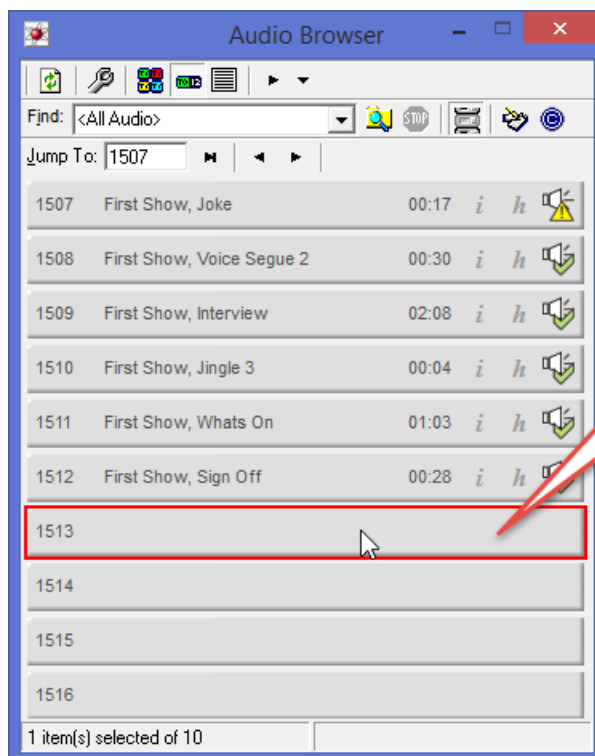 Audio Browser
Find: <All Audio> STOP
Jump To: 1507
1507 First Show, Joke 00:17 i h
1508 First Show, Voice Segue 2 00:30 i h
1509 First Show, Interview 02:08 i h
1510 First Show, Jingle 3 00:04 i h
1511 First Show, Whats On 01:03 i h
1512 First Show, Sign Off 00:28 i h
1513
1514
1515
1516
1 item(s) selected of 10